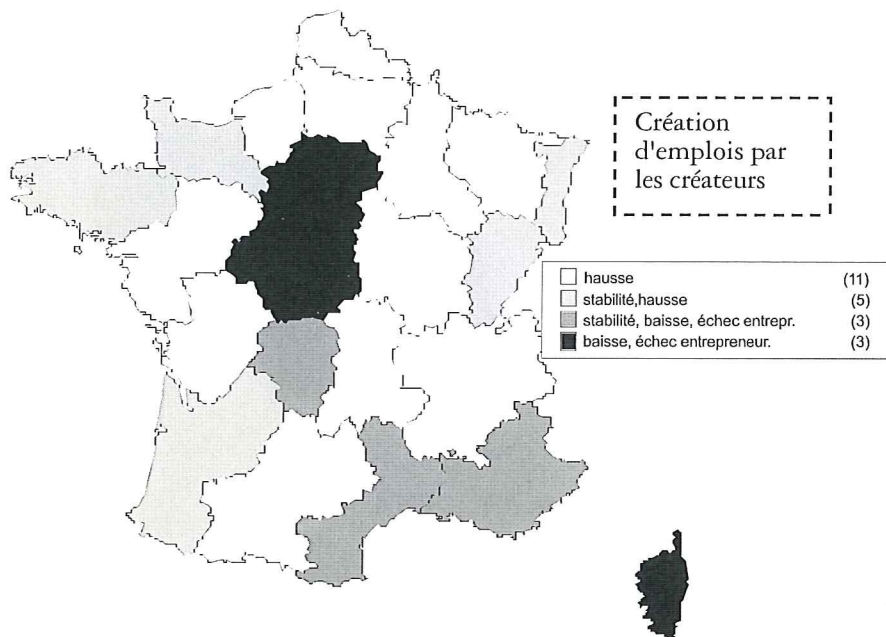 Création
d'emplois par
les créateurs
hausse (11)
stabilité,hausse (5)
stabilité, baisse, échec entrepr. (3)
baisse, échec entrepreneur. (3)